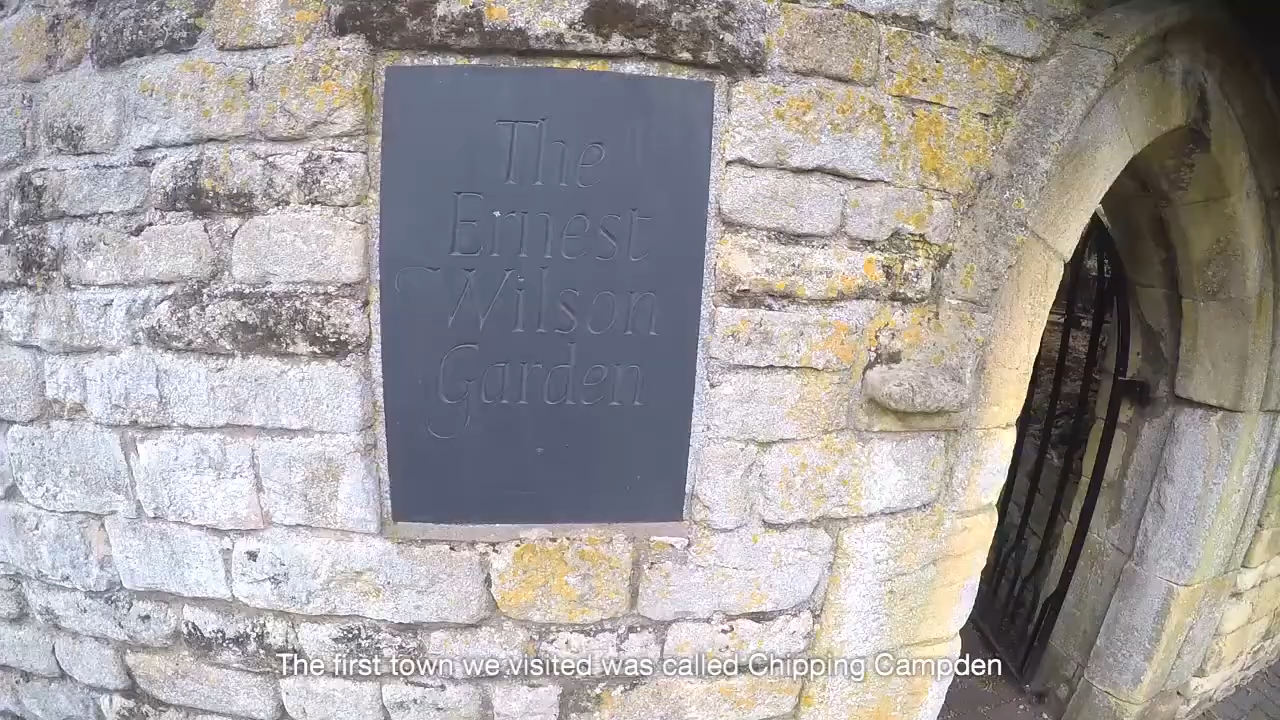 The
Ernest
Wilson
Garden
The first town we visited was called Chipping Campden